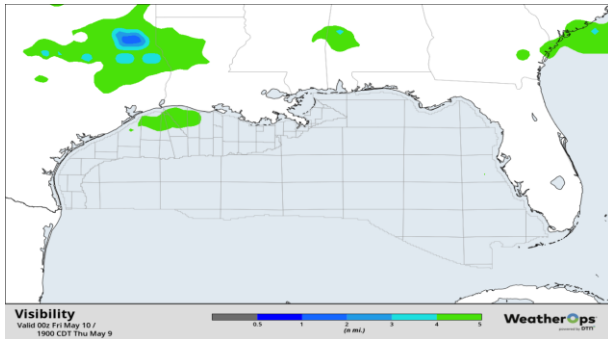 Visibility
Valid 00z Fri May 10 /
1900 CDT Thu May 9
0.5 1 2 3 4 5
(n mi.)
WeatherOps
powered by DTN